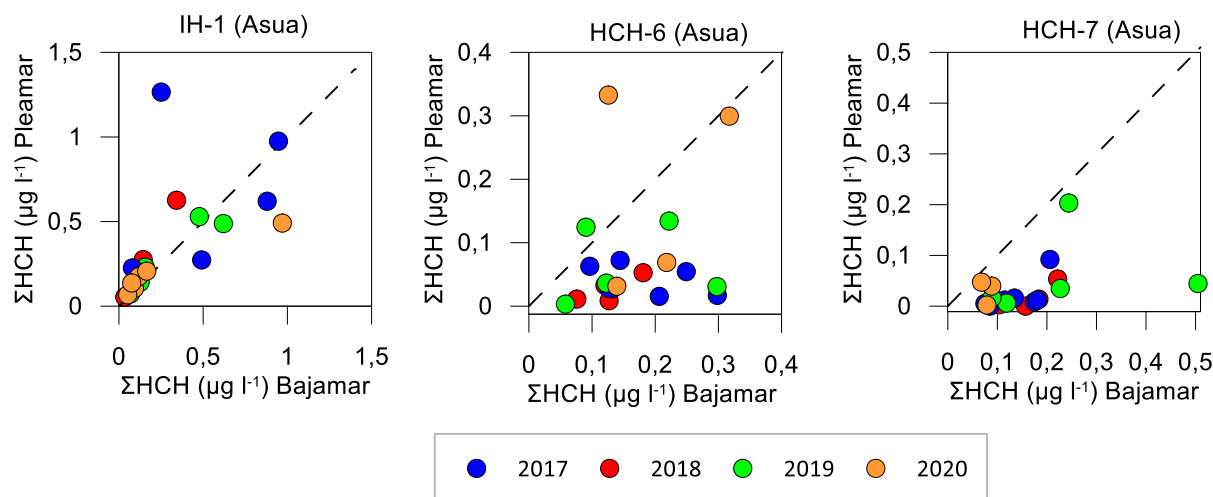 IH-1 (Asua)
1,5
1
0,5
0
ΣHCH (µg l-1) Pleamar
0 0,5 1 1,5
ΣHCH (µg l-1) Bajamar
HCH-6 (Asua)
0,4
0,3
0,2
0,1
0
ΣHCH (µg l-1) Pleamar
0 0,1 0,2 0,3 0,4
ΣHCH (µg l-1) Bajamar
HCH-7 (Asua)
0,5
0,4
0,3
0,2
0,1
0
ΣHCH (µg l-1) Pleamar
0 0,1 0,2 0,3 0,4 0,5
ΣHCH (µg l-1) Bajamar
2017 2018 2019 2020